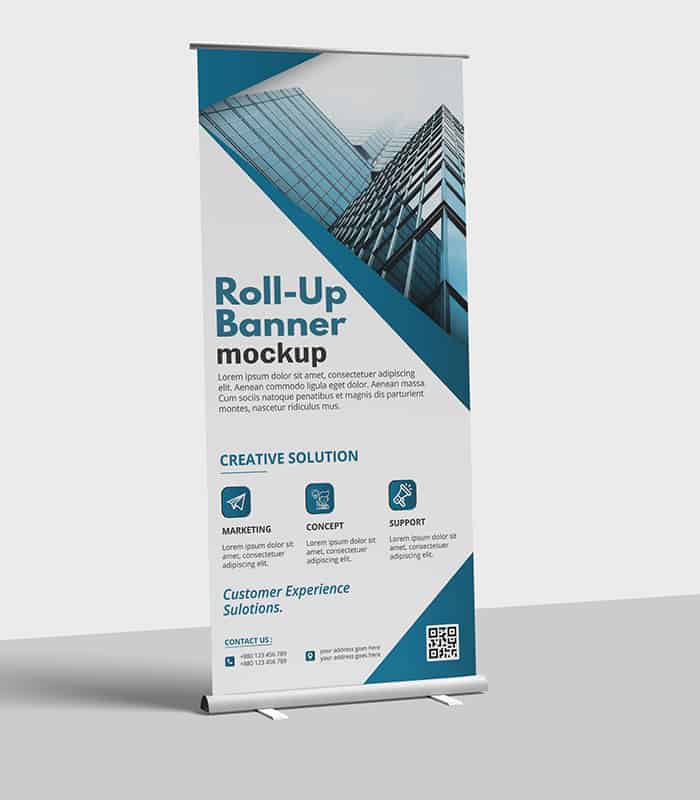 Roll-Up
Banner
mockup
Lorem ipsum dolor sit amet, consectetuer adipiscing
elit. Aenean commodo ligula eget dolor. Aenean massa.
Cum sociis natoque penatibus et magnis dis parturient
montes, nascetur ridiculus mus.
CREATIVE SOLUTION
MARKETING
Lorem ipsum dolor sit
amet, consectetuer
adipiscing elit.
CONCEPT
Lorem ipsum dolor sit
amet, consectetuer
adipiscing elit.
SUPPORT
Lorem ipsum dolor sit
amet, consectetuer
adipiscing elit.
Customer Experience
Sulotions.
CONTACT US :
+880 123 456 789
+880 123 456 789
your address goes here
your address goes here